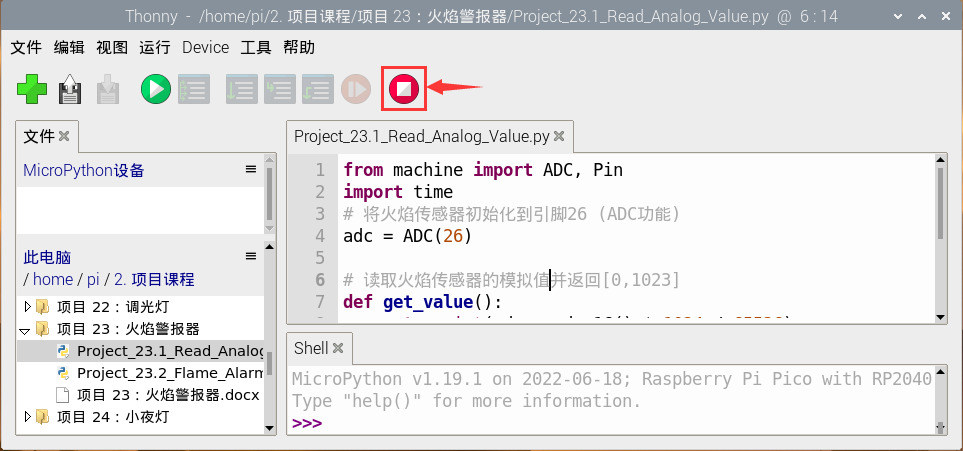 Thonny - /home/pi/2. 项目课程/项目 23：火焰警报器/Project_23.1_Read_Analog_Value.py @ 6 : 14
文件 编辑 视图 运行 Device 工具 帮助
文件
MicroPython设备
此电脑
/ home / pi / 2. 项目课程
项目 22：调光灯
项目 23：火焰警报器
Project_23.1_Read_Analog
Project_23.2_Flame_Alarm
项目 23：火焰警报器.docx
项目 24：小夜灯
Project_23.1_Read_Analog_Value.py
1 from machine import ADC, Pin
2 import time
3 # 将火焰传感器初始化到引脚26 (ADC功能)
4 adc = ADC(26)
5
6 # 读取火焰传感器的模拟值并返回[0,1023]
7 def get_value():
Shell
MicroPython v1.19.1 on 2022-06-18; Raspberry Pi Pico with RP2040
Type "help()" for more information.
>>>